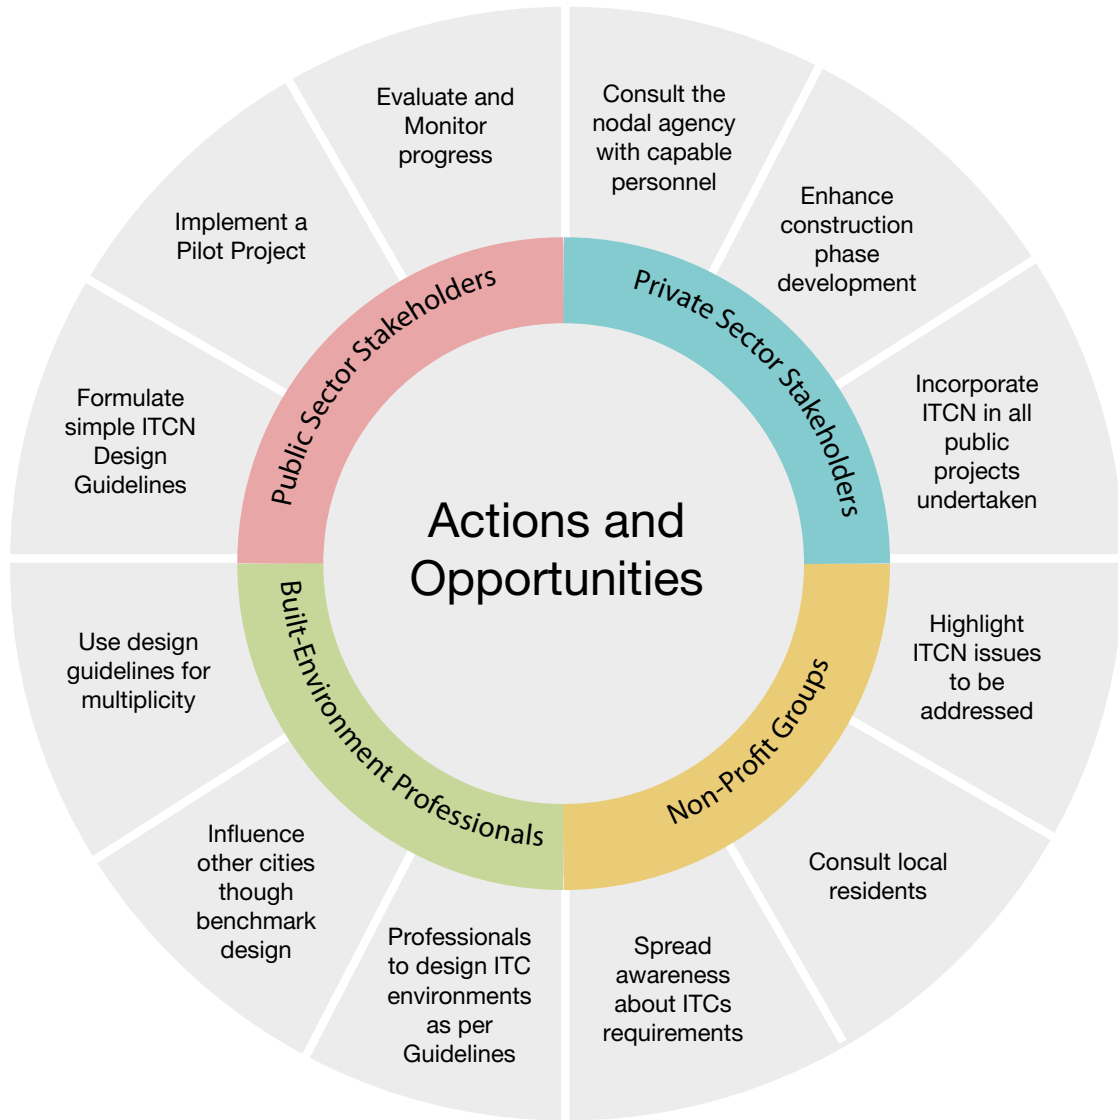 Actions and
Opportunities
Public Sector Stakeholders
Formulate
simple ITCN
Design
Guidelines
Implement a
Pilot Project
Evaluate and
Monitor
progress
Private Sector Stakeholders
Consult the
nodal agency
with capable
personnel
Enhance
construction
phase
development
Incorporate
ITCN in all
public
projects
undertaken
Non-Profit Groups
Highlight
ITCN issues
to be
addressed
Consult local
residents
Spread
awareness
about ITCs
requirements
Built-Environment Professionals
Professionals
to design ITC
environments
as per
Guidelines
Influence
other cities
though
benchmark
design
Use design
guidelines for
multiplicity